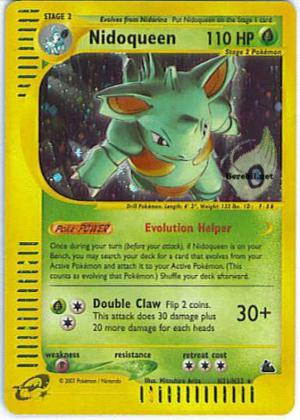 STAGE 2
Evolves from Nidorina Put Nidoqueen on the Stage 1 card
Nidoqueen 110 HP
Stage 2 Pokémon
Berebil.net
Drill Pokémon. Length: 4' 3", Weight: 132 lbs.
Poké-POWER Evolution Helper
Once during your turn (before your attack), if Nidoqueen is on your
Bench, you may search your deck for a card that evolves from your
Active Pokémon and attach it to your Active Pokémon. (This
counts as evolving that Pokémon.) Shuffle your deck afterward.
Double Claw Flip 2 coins.
This attack does 30 damage plus
20 more damage for each heads
30+
weakness resistance retreat cost
Illus. Mitsuhiro Arita
©2003 Pokémon / Nintendo